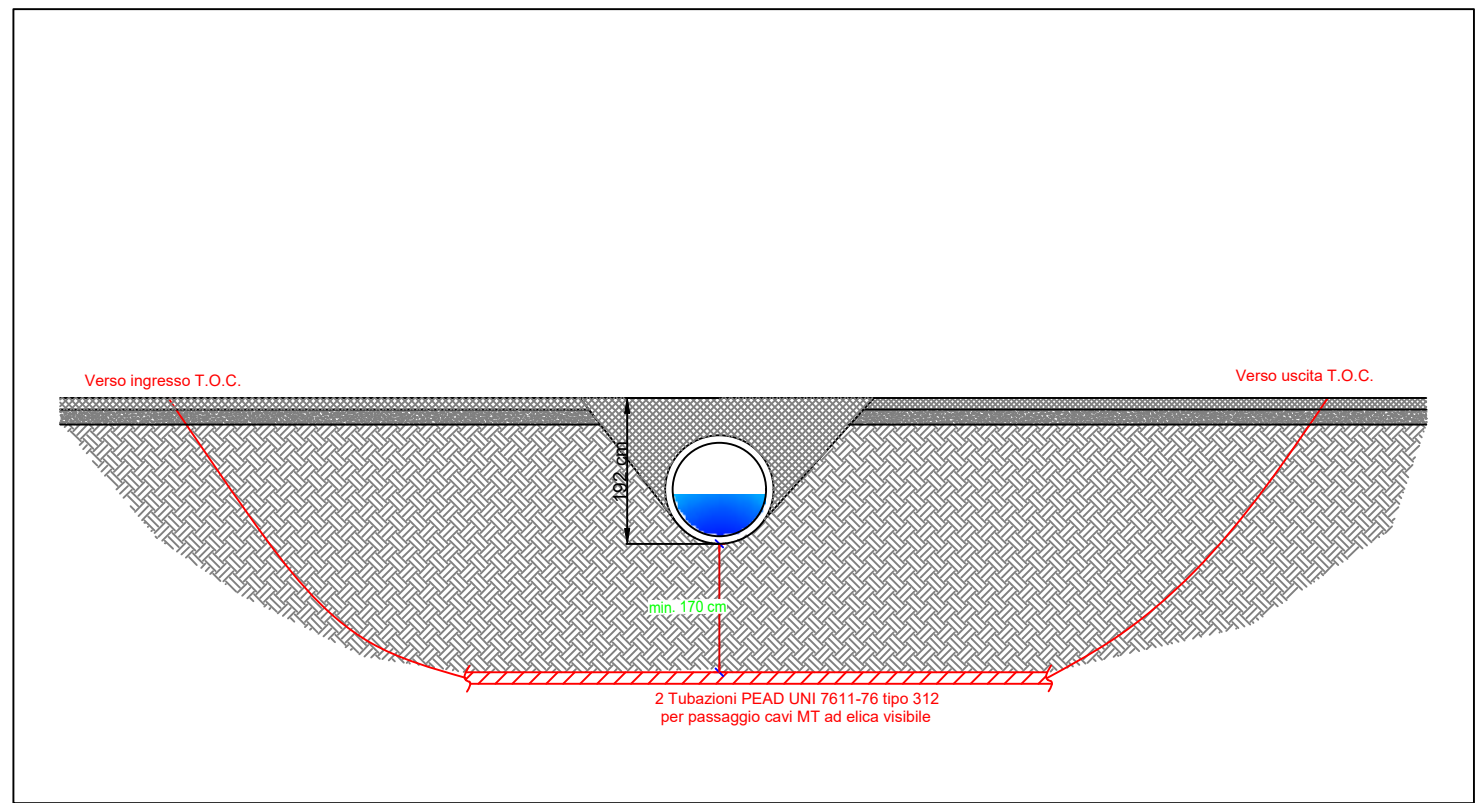 Verso ingresso T.O.C.
Verso uscita T.O.C.
192 cm
min. 170 cm
2 Tubazioni PEAD UNI 7611-76 tipo 312
per passaggio cavi MT ad elica visibile